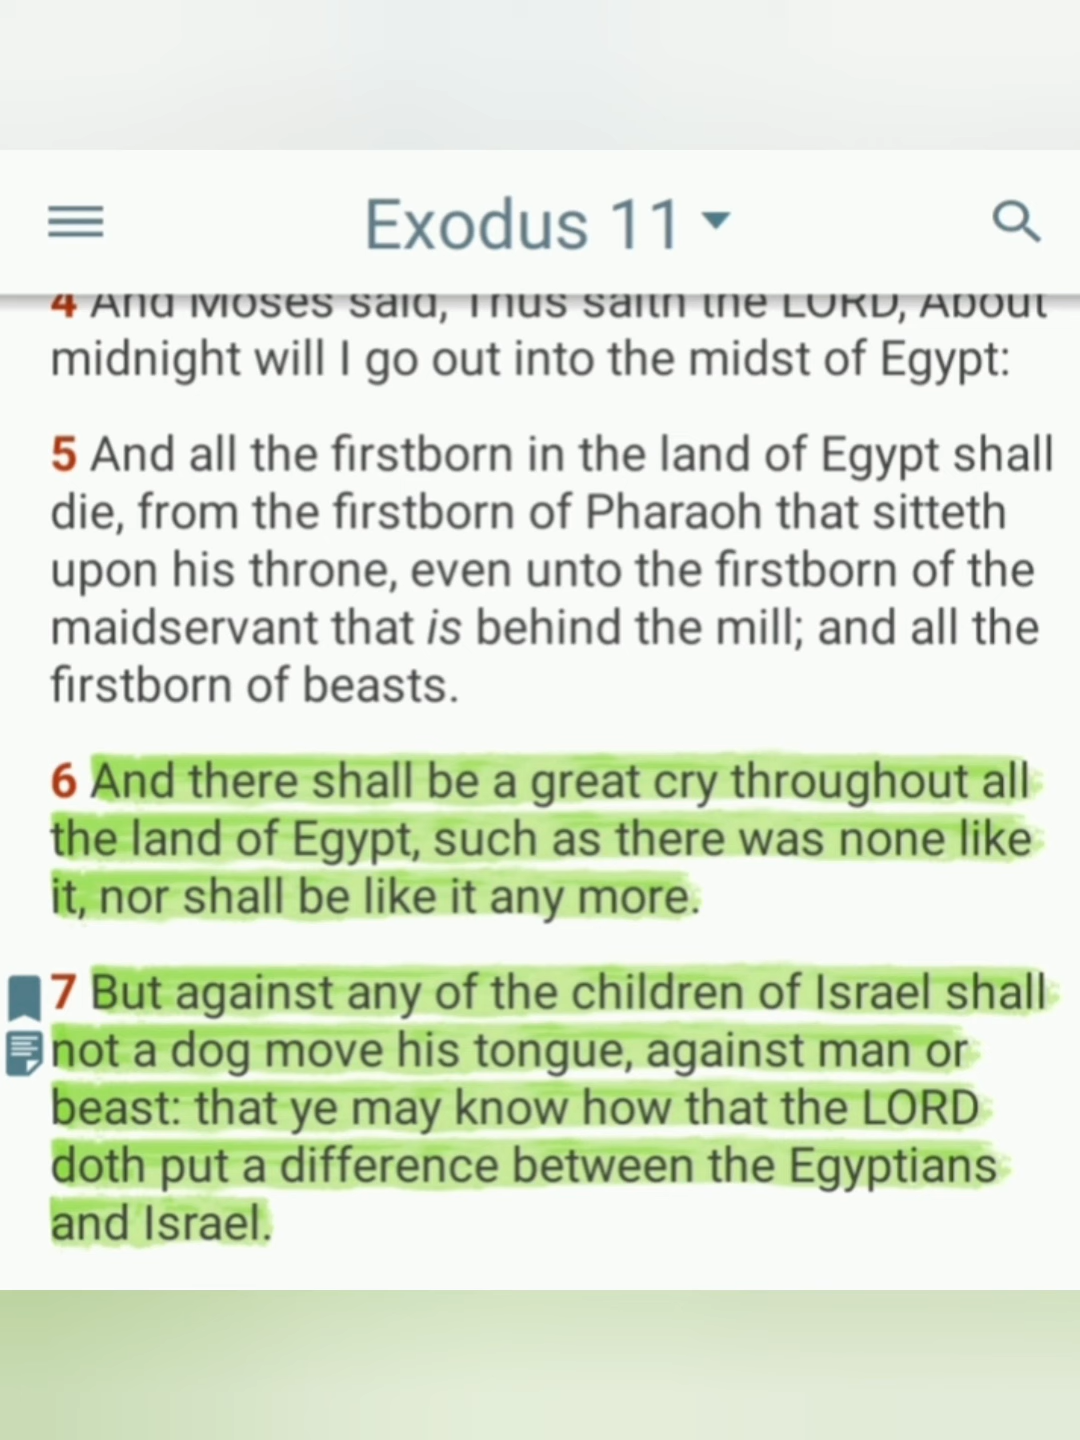 Exodus 11
4 And Moses said, Thus saith the LORD, About
midnight will I go out into the midst of Egypt:
5 And all the firstborn in the land of Egypt shall
die, from the firstborn of Pharaoh that sitteth
upon his throne, even unto the firstborn of the
maidservant that is behind the mill; and all the
firstborn of beasts.
6 And there shall be a great cry throughout all
the land of Egypt, such as there was none like
it, nor shall be like it any more.
7 But against any of the children of Israel shall
not a dog move his tongue, against man or
beast: that ye may know how that the LORD
doth put a difference between the Egyptians
and Israel.